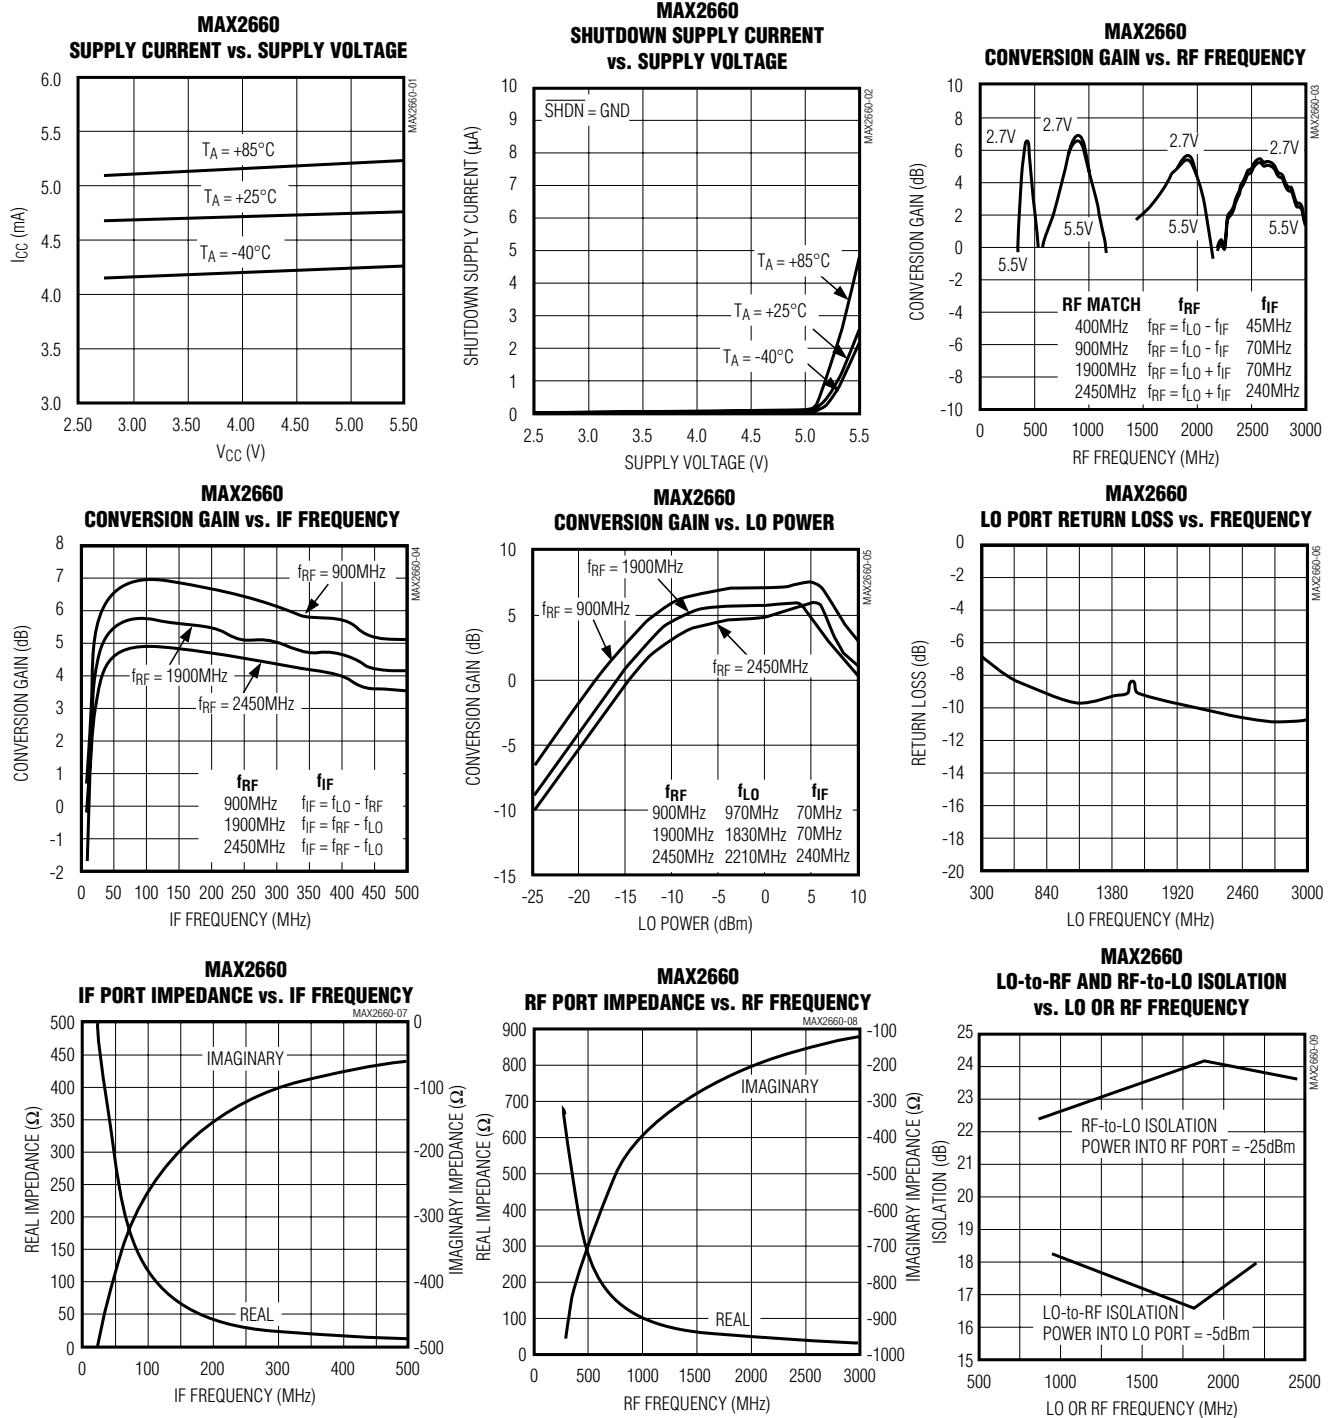 MAX2660
SUPPLY CURRENT vs. SUPPLY VOLTAGE
MAX2660-01
6.0
5.5
5.0
4.5
4.0
3.5
3.0
ICC (mA)
TA = +85°C
TA = +25°C
TA = -40°C
2.50 3.00 3.50 4.00 4.50 5.00 5.50
VCC (V)
MAX2660
SHUTDOWN SUPPLY CURRENT
vs. SUPPLY VOLTAGE
MAX2660-02
10
9
8
7
6
5
4
3
2
1
0
SHUTDOWN SUPPLY CURRENT (µA)
SHDN = GND
TA = +85°C
TA = +25°C
TA = -40°C
2.5 3.0 3.5 4.0 4.5 5.0 5.5
SUPPLY VOLTAGE (V)
MAX2660
CONVERSION GAIN vs. RF FREQUENCY
MAX2660-03
10
8
6
4
2
0
-2
-4
-6
-8
-10
CONVERSION GAIN (dB)
2.7V 2.7V 2.7V 2.7V
5.5V 5.5V 5.5V 5.5V
RF MATCH fRF fIF
400MHz fRF = fLO - fIF 45MHz
900MHz fRF = fLO - fIF 70MHz
1900MHz fRF = fLO + fIF 70MHz
2450MHz fRF = fLO + fIF 240MHz
0 500 1000 1500 2000 2500 3000
RF FREQUENCY (MHz)
MAX2660
CONVERSION GAIN vs. IF FREQUENCY
MAX2660-04
8
7
6
5
4
3
2
1
0
-1
-2
CONVERSION GAIN (dB)
fRF = 900MHz
fRF = 1900MHz
fRF = 2450MHz
fRF fIF
900MHz fIF = fLO - fRF
1900MHz fIF = fRF - fLO
2450MHz fIF = fRF - fLO
0 50 100 150 200 250 300 350 400 450 500
IF FREQUENCY (MHz)
MAX2660
CONVERSION GAIN vs. LO POWER
MAX2660-05
10
5
0
-5
-10
-15
CONVERSION GAIN (dB)
fRF = 1900MHz
fRF = 900MHz
fRF = 2450MHz
fRF fLO fIF
900MHz 970MHz 70MHz
1900MHz 1830MHz 70MHz
2450MHz 2210MHz 240MHz
-25 -20 -15 -10 -5 0 5 10
LO POWER (dBm)
MAX2660
LO PORT RETURN LOSS vs. FREQUENCY
MAX2660-06
0
-2
-4
-6
-8
-10
-12
-14
-16
-18
-20
RETURN LOSS (dB)
300 840 1380 1920 2460 3000
LO FREQUENCY (MHz)
MAX2660
IF PORT IMPEDANCE vs. IF FREQUENCY
MAX2660-07
500
450
400
350
300
250
200
150
100
50
0
REAL IMPEDANCE (Ω)
IMAGINARY
REAL
0
-100
-200
-300
-400
-500
IMAGINARY IMPEDANCE (Ω)
0 100 200 300 400 500
IF FREQUENCY (MHz)
MAX2660
RF PORT IMPEDANCE vs. RF FREQUENCY
MAX2660-08
900
800
700
600
500
400
300
200
100
0
REAL IMPEDANCE (Ω)
IMAGINARY
REAL
-100
-200
-300
-400
-500
-600
-700
-800
-900
-1000
IMAGINARY IMPEDANCE (Ω)
0 500 1000 1500 2000 2500 3000
RF FREQUENCY (MHz)
MAX2660
LO-to-RF AND RF-to-LO ISOLATION
vs. LO OR RF FREQUENCY
MAX2660-09
25
24
23
22
21
20
19
18
17
16
15
ISOLATION (dB)
RF-to-LO ISOLATION
POWER INTO RF PORT = -25dBm
LO-to-RF ISOLATION
POWER INTO LO PORT = -5dBm
500 1000 1500 2000 2500
LO OR RF FREQUENCY (MHz)